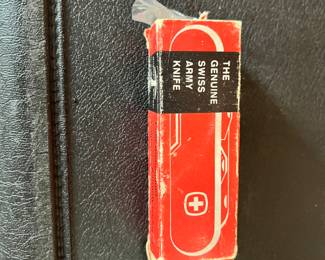 THE
GENUINE
SWISS
ARMY
KNIFE